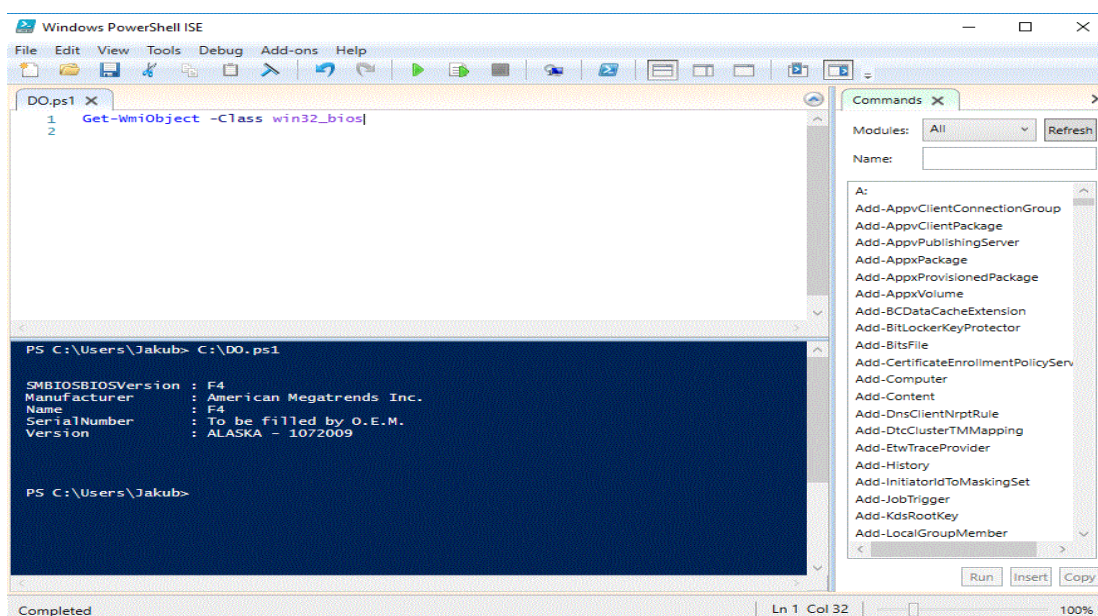 Windows PowerShell ISE
File Edit View Tools Debug Add-ons Help
DO.ps1
1 Get-WmiObject -Class win32_bios
2
PS C:\Users\Jakub> C:\DO.ps1
SMBIOSBIOSVersion : F4
Manufacturer : American Megatrends Inc.
Name : F4
SerialNumber : To be filled by O.E.M.
Version : ALASKA - 1072009
PS C:\Users\Jakub>
Commands
Modules: All Refresh
Name:
A:
Add-AppvClientConnectionGroup
Add-AppvClientPackage
Add-AppvPublishingServer
Add-AppxPackage
Add-AppxProvisionedPackage
Add-AppxVolume
Add-BCDataCacheExtension
Add-BitLockerKeyProtector
Add-BitsFile
Add-CertificateEnrollmentPolicyServ
Add-Computer
Add-Content
Add-DnsClientNrptRule
Add-DtcClusterTMMapping
Add-EtwTraceProvider
Add-History
Add-InitiatorIdToMaskingSet
Add-JobTrigger
Add-KdsRootKey
Add-LocalGroupMember
Run Insert Copy
Completed Ln 1 Col 32 100%